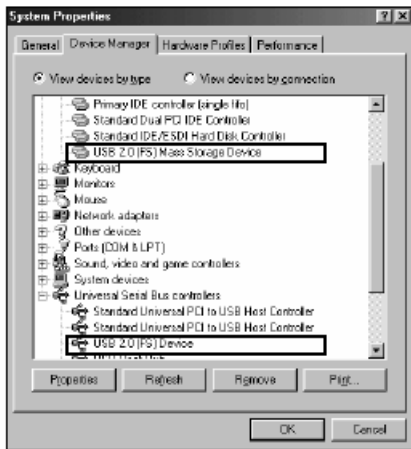 System Properties
General Device Manager Hardware Profiles Performance
View devices by type View devices by connection
Primary IDE controller (single fifo)
Standard Dual PCI IDE Controller
Standard IDE/ESDI Hard Disk Controller
USB 2.0 (FS) Mass Storage Device
Keyboard
Monitors
Mouse
Network adapters
Other devices
Ports (COM & LPT)
Sound, video and game controllers
System devices
Universal Serial Bus controllers
Standard Universal PCI to USB Host Controller
Standard Universal PCI to USB Host Controller
USB 2.0 (FS) Device
Properties Refresh Remove Print...
OK Cancel